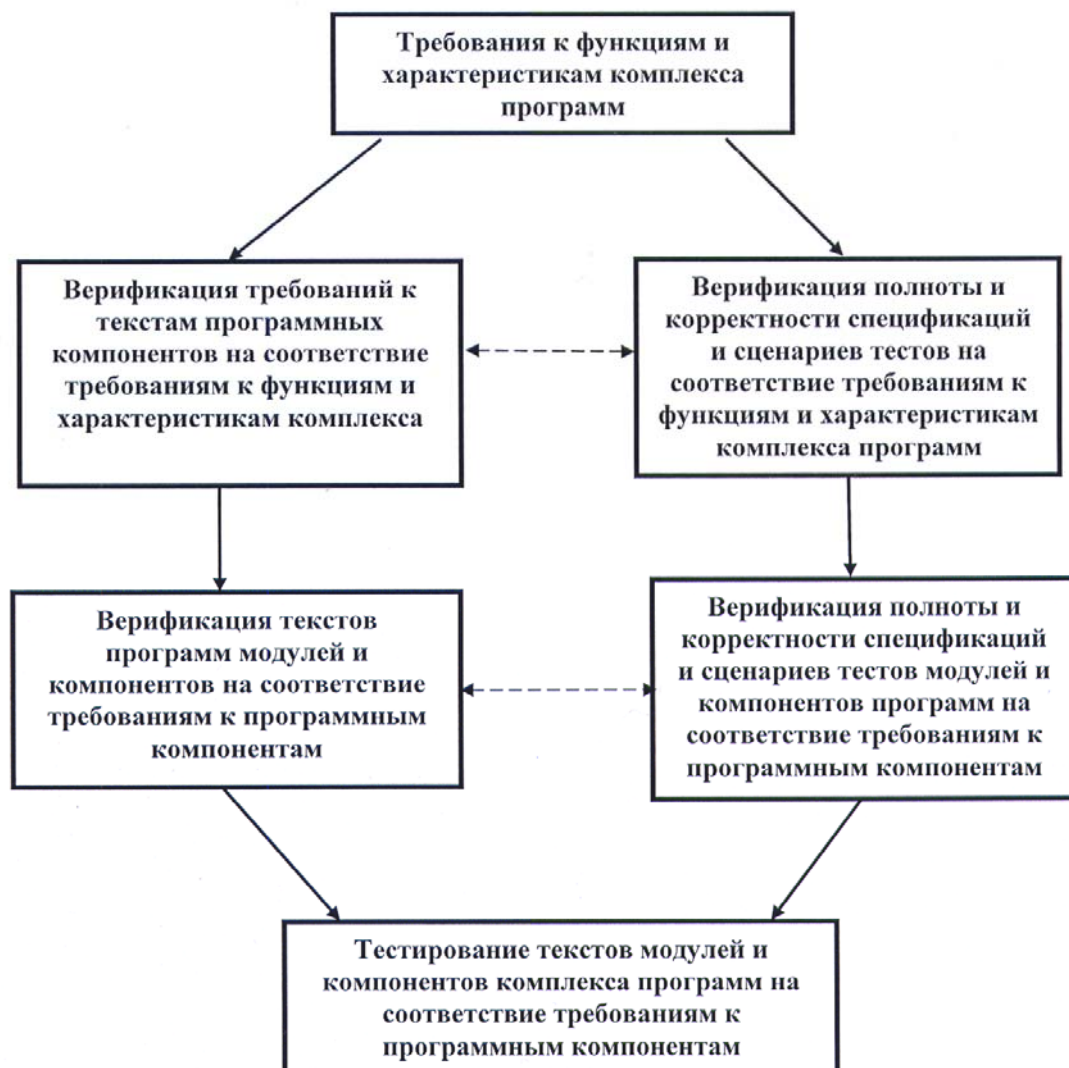 Требования к функциям и
характеристикам комплекса
программ
Верификация требований к
текстам программных
компонентов на соответствие
требованиям к функциям и
характеристикам комплекса
Верификация полноты и
корректности спецификаций
и сценариев тестов на
соответствие требованиям к
функциям и характеристикам
комплекса программ
Верификация текстов
программ модулей и
компонентов на соответствие
требованиям к программным
компонентам
Верификация полноты и
корректности спецификаций
и сценариев тестов модулей и
компонентов программ на
соответствие требованиям к
программным компонентам
Тестирование текстов модулей и
компонентов комплекса программ на
соответствие требованиям к
программным компонентам